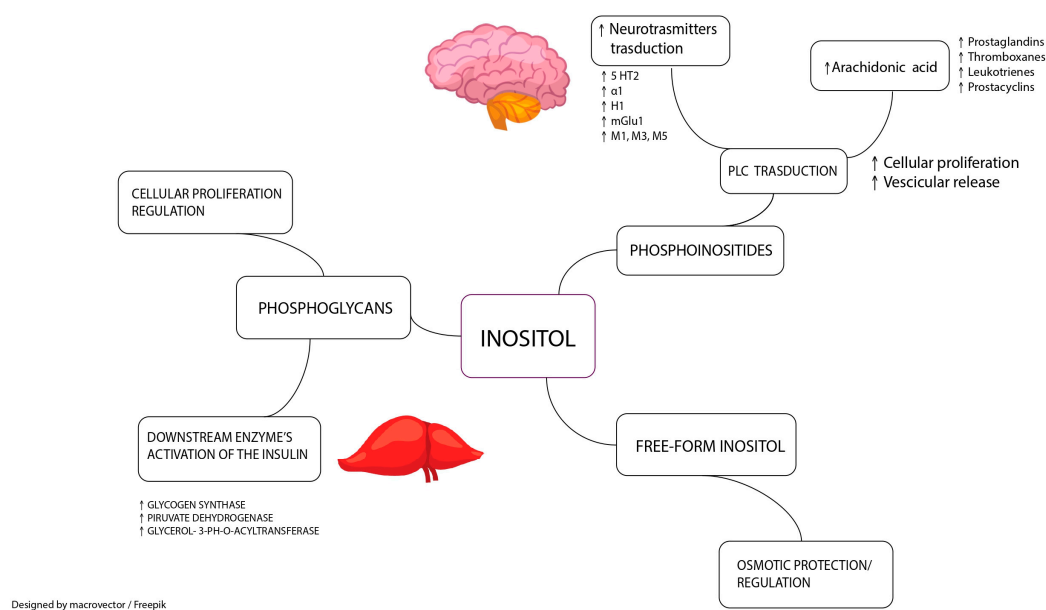 ↑ Neurotrasmitters
trasduction
↑ 5 HT2
↑ α1
↑ H1
↑ mGlu1
↑ M1, M3, M5
↑ Arachidonic acid
↑ Prostaglandins
↑ Thromboxanes
↑ Leukotrienes
↑ Prostacyclins
PLC TRASDUCTION
↑ Cellular proliferation
↑ Vescicular release
CELLULAR PROLIFERATION
REGULATION
PHOSPHOINOSITIDES
PHOSPHOGLYCANS
INOSITOL
DOWNSTREAM ENZYME'S
ACTIVATION OF THE INSULIN
↑ GLYCOGEN SYNTHASE
↑ PIRUVATE DEHYDROGENASE
↑ GLYCEROL- 3-PH-O-ACYLTRANSFERASE
FREE-FORM INOSITOL
OSMOTIC PROTECTION/
REGULATION
Designed by macrovector / Freepik